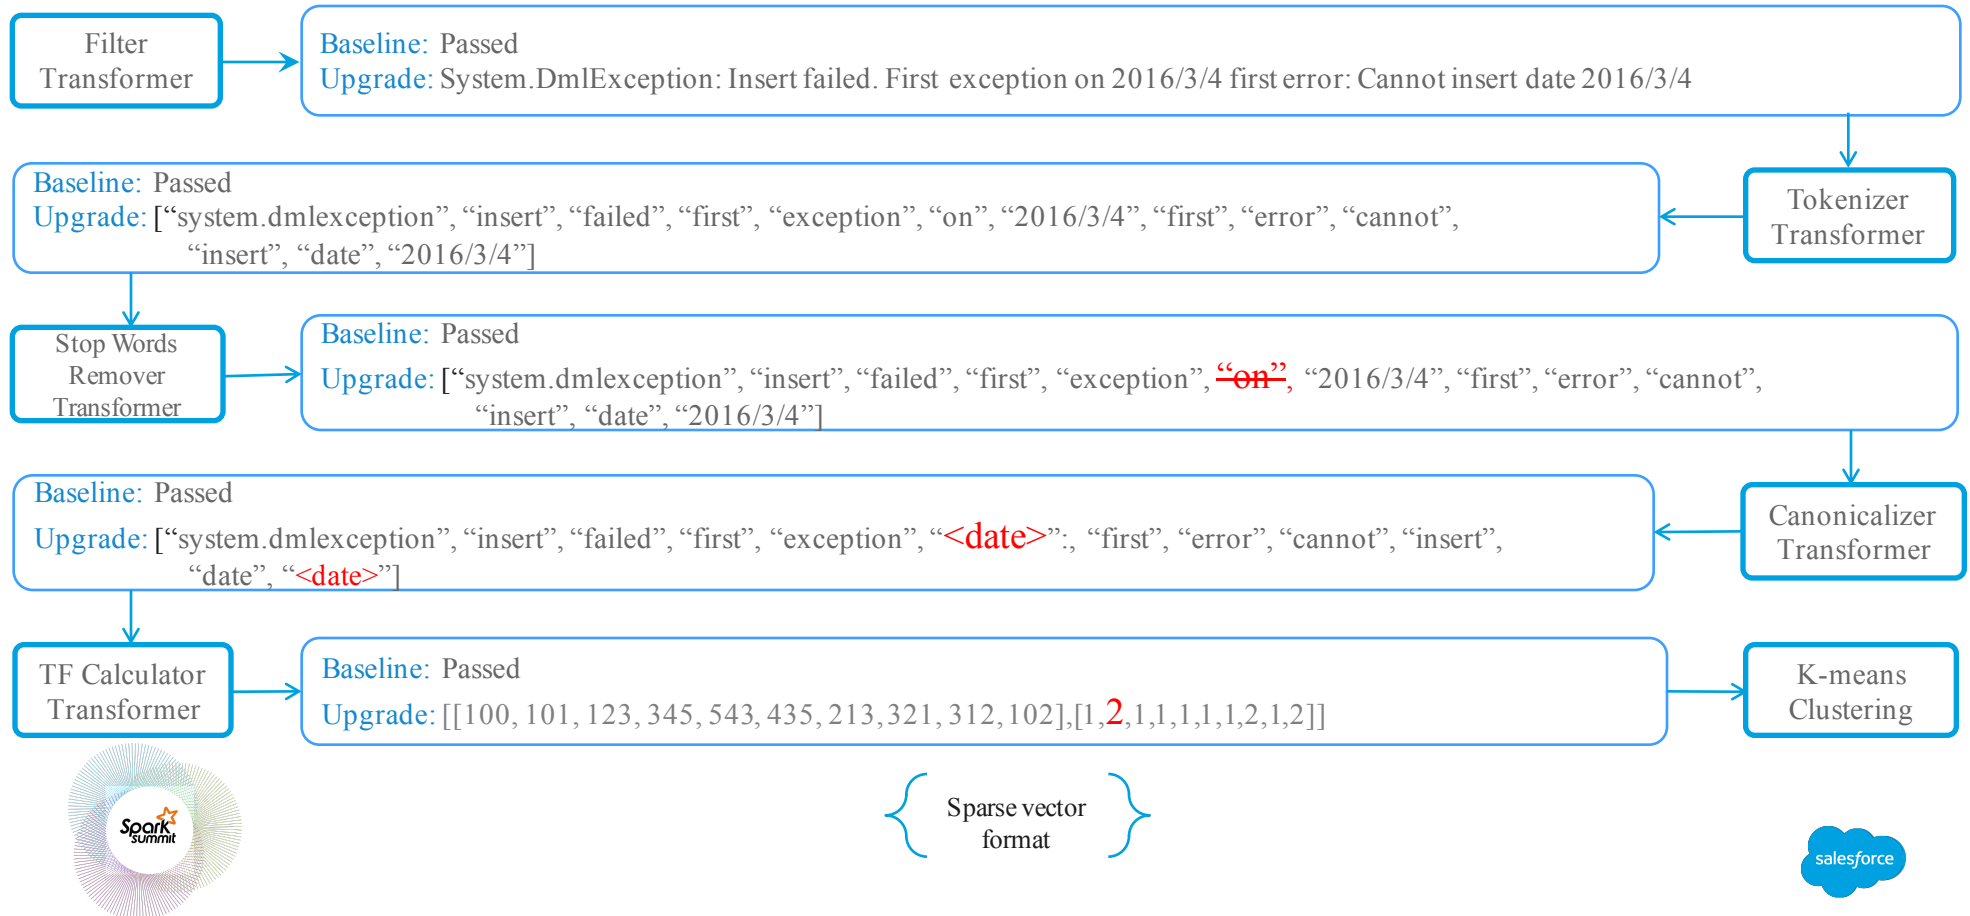 Filter
Transformer
Baseline: Passed
Upgrade: System.DmlException: Insert failed. First exception on 2016/3/4 first error: Cannot insert date 2016/3/4
Baseline: Passed
Upgrade: [“system.dmlexception”, “insert”, “failed”, “first”, “exception”, “on”, “2016/3/4”, “first”, “error”, “cannot”,
“insert”, “date”, “2016/3/4”]
Tokenizer
Transformer
Stop Words
Remover
Transformer
Baseline: Passed
Upgrade: [“system.dmlexception”, “insert”, “failed”, “first”, “exception”, “on”, “2016/3/4”, “first”, “error”, “cannot”,
“insert”, “date”, “2016/3/4”]
Baseline: Passed
Upgrade: [“system.dmlexception”, “insert”, “failed”, “first”, “exception”, “<date>”:, “first”, “error”, “cannot”, “insert”,
“date”, “<date>”]
Canonicalizer
Transformer
TF Calculator
Transformer
Baseline: Passed
Upgrade: [[100, 101, 123, 345, 543, 435, 213,321, 312, 102],[1,2,1,1,1,1,1,2,1,2]]
K-means
Clustering
Spark
summit
Sparse vector
format
salesforce